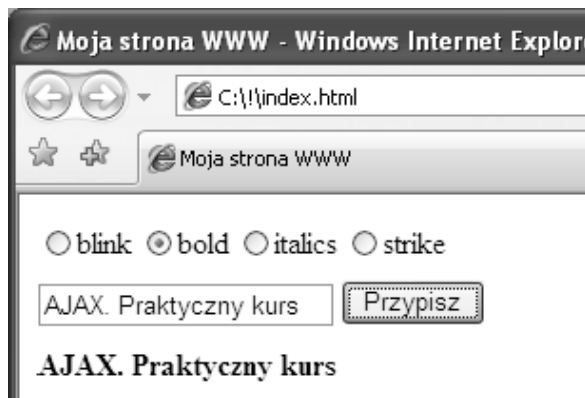 Moja strona WWW - Windows Internet Explor
C:\!\index.html
Moja strona WWW
blink bold italics strike
AJAX. Praktyczny kurs Przypisz
AJAX. Praktyczny kurs